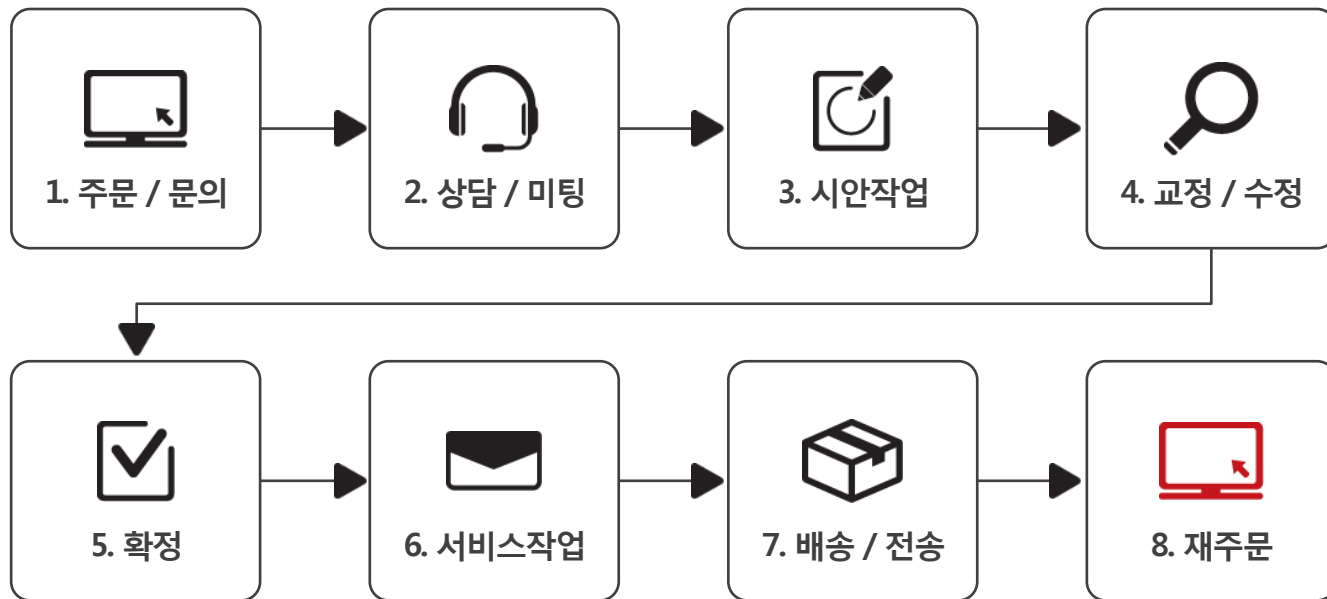 1. 주문 / 문의
2. 상담 / 미팅
3. 시안작업
4. 교정 / 수정
5. 확정
6. 서비스작업
7. 배송 / 전송
8. 재주문